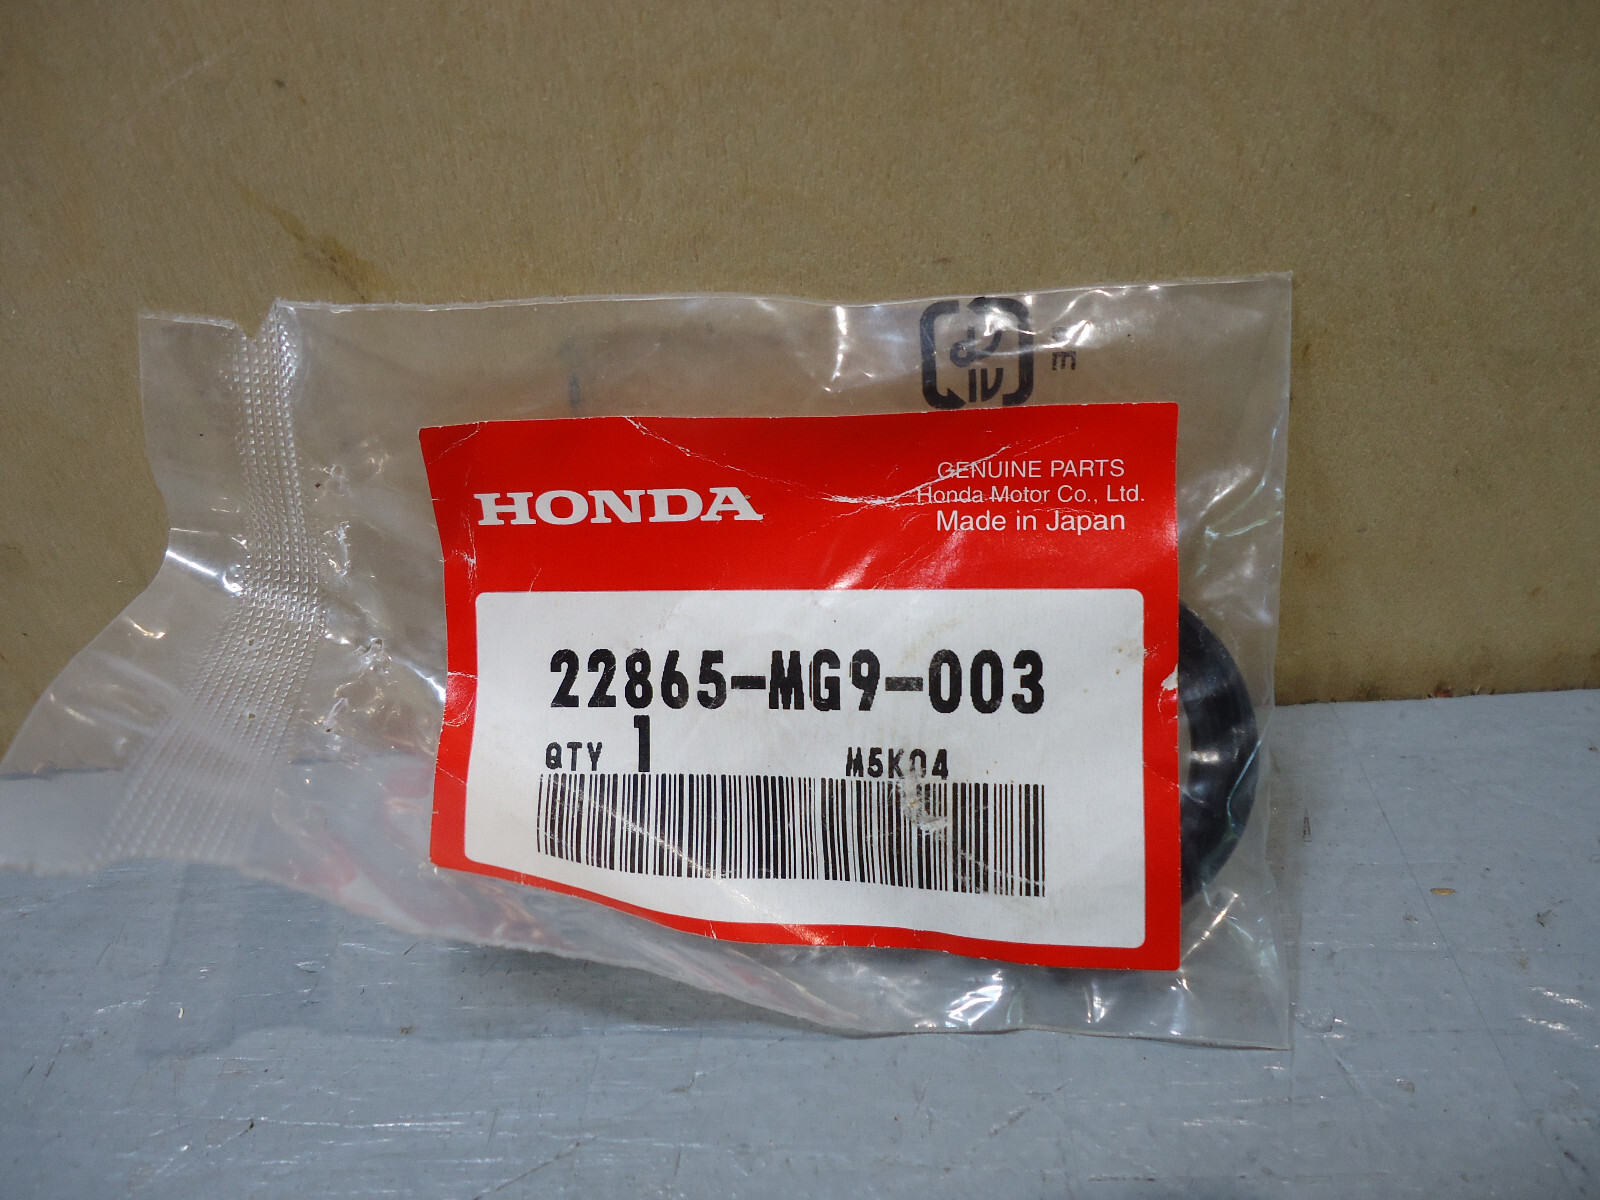 m
HONDA
GENUINE PARTS
Honda Motor Co., Ltd.
Made in Japan
22865-MG9-003
QTY 1
M5K04